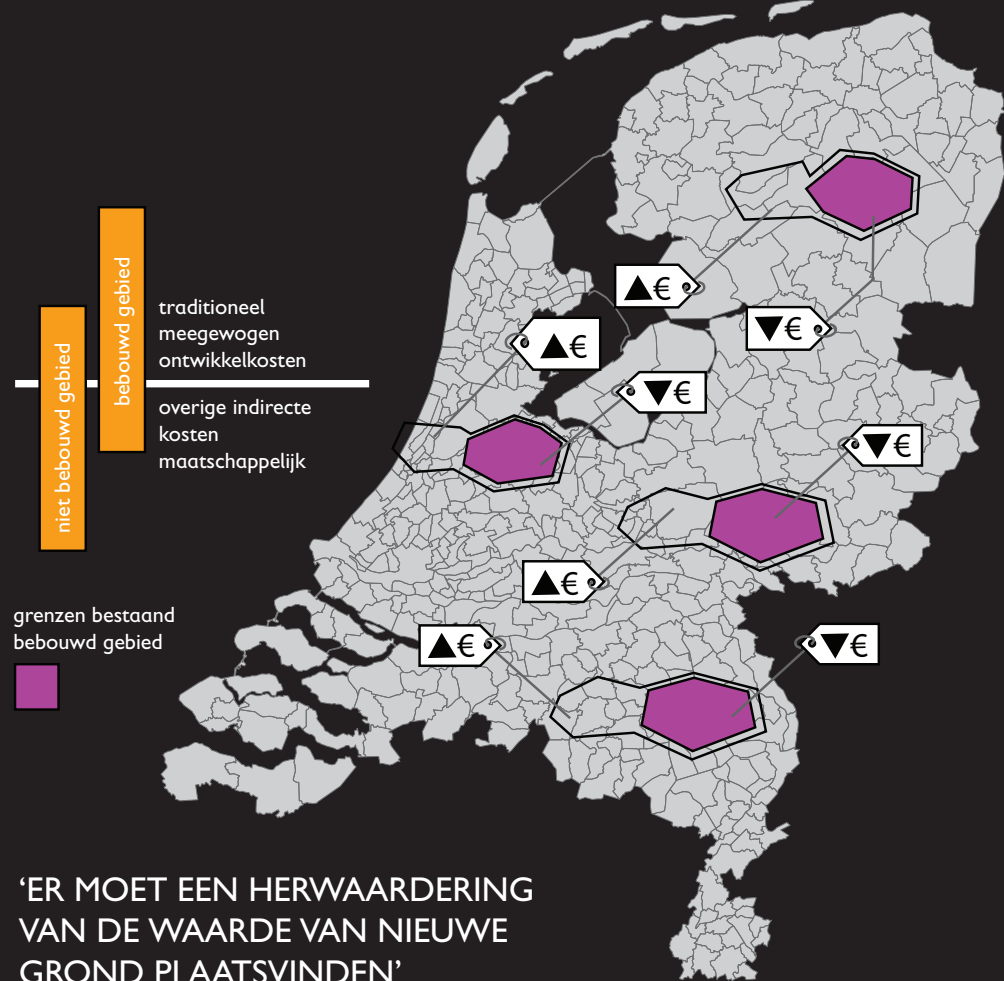 niet bebouwd gebied
bebouwd gebied
traditioneel
meegewogen
ontwikkelkosten
overige indirecte
kosten
maatschappelijk
grenzen bestaand
bebouwd gebied
▲€
▼€
▲€
▼€
▼€
▲€
▲€
▼€
‘ER MOET EEN HERWAARDERING
VAN DE WAARDE VAN NIEUWE
GROND PLAATSVINDEN’